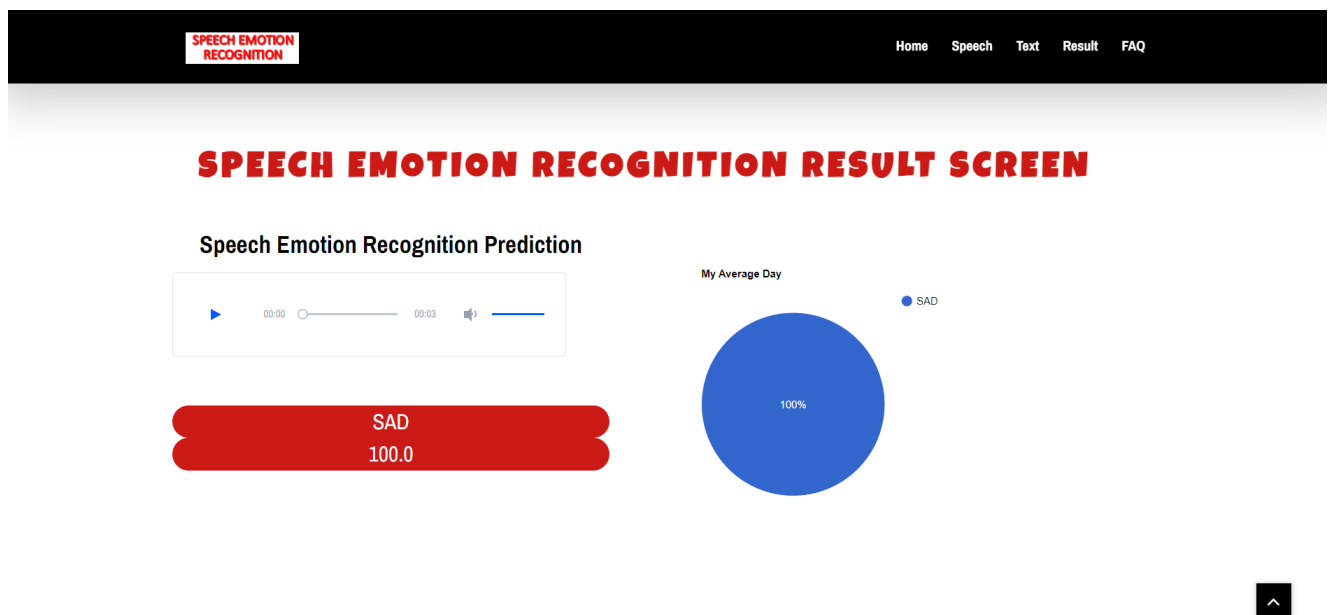 SPEECH EMOTION
RECOGNITION
Home Speech Text Result FAQ
SPEECH EMOTION RECOGNITION RESULT SCREEN
Speech Emotion Recognition Prediction
00:00 00:03
SAD
100.0
My Average Day
SAD
100%